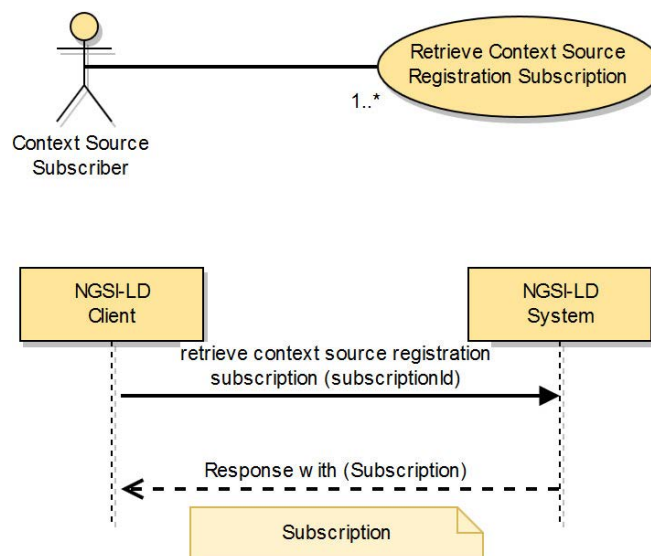 Retrieve Context Source
Registration Subscription
1..*
Context Source
Subscriber
NGSI-LD
Client
NGSI-LD
System
retrieve context source registration
subscription (subscriptionId)
Response with (Subscription)
Subscription